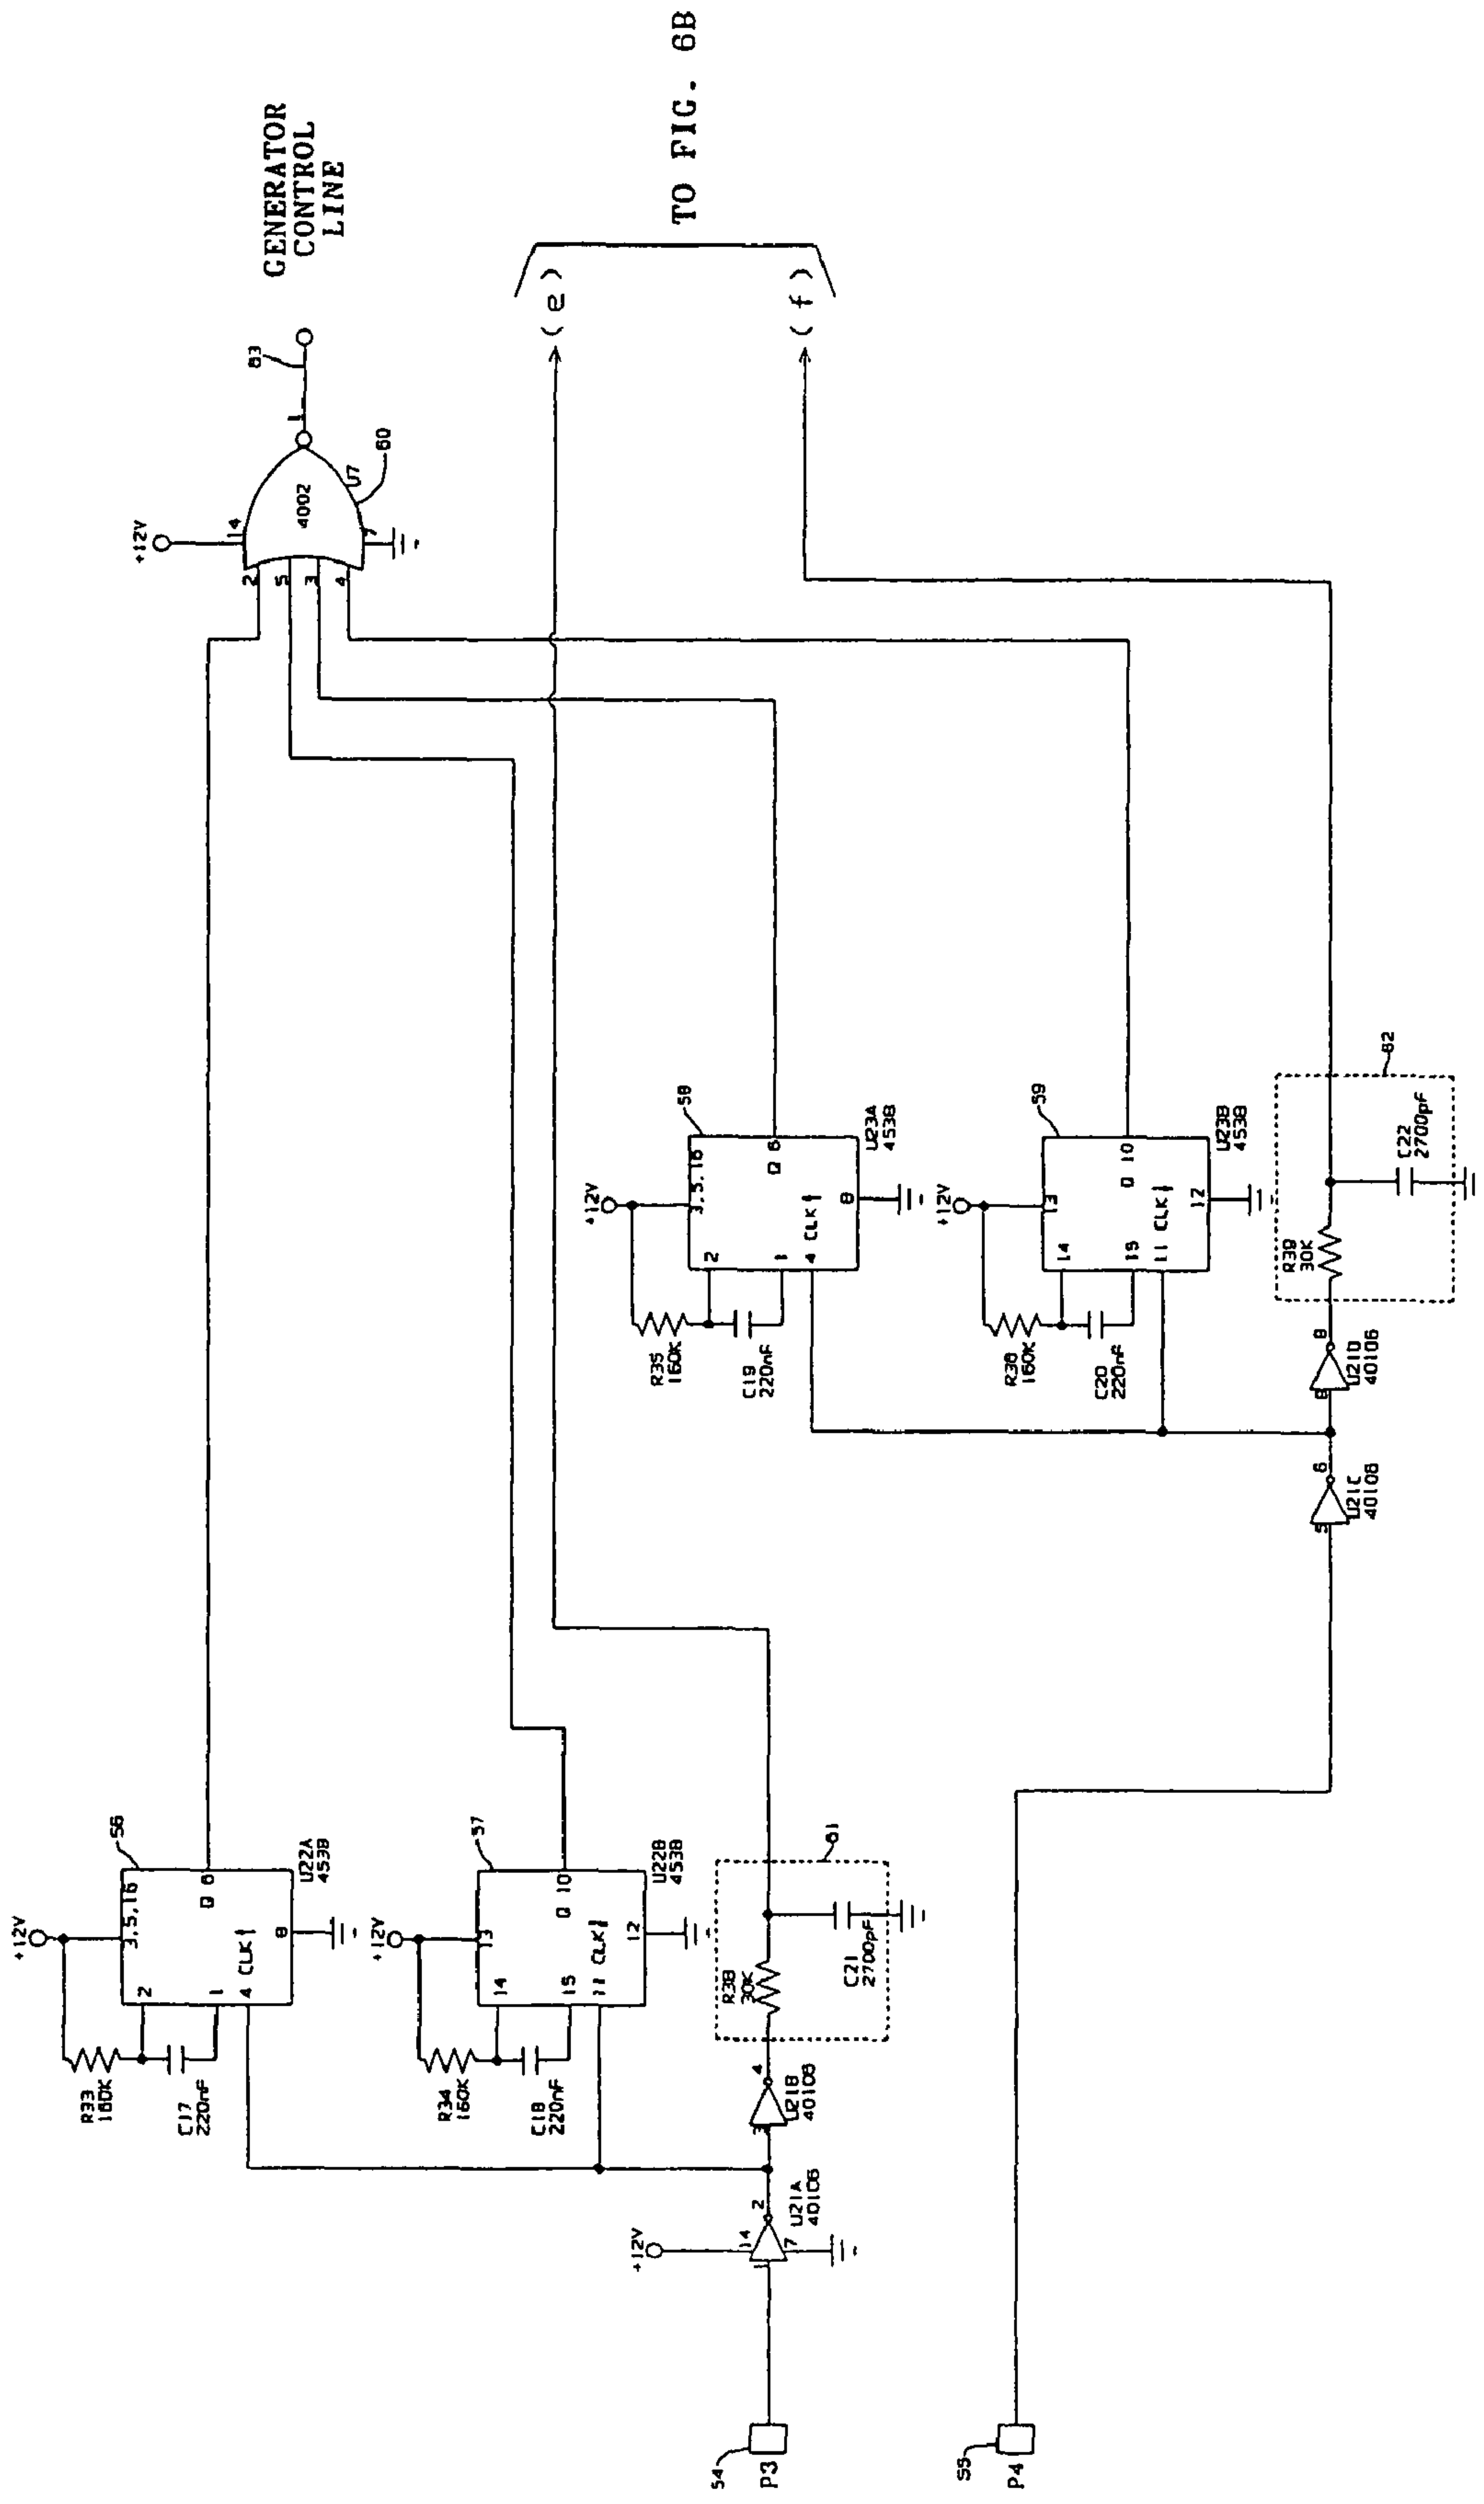 +12V
3,5,16
56
R33
160K
2
C17
220nF
1
4
CLK
8
Q 6
U22A
4538
+12V
13
57
R34
160K
14
C18
220nF
15
11 CLK
12
Q 10
U22B
4538
+12V
14
1
2
7
U21A
40106
3
4
U21B
40106
R38
30K
C21
2700pF
61
54
P3
55
P4
+12V
3,5,16
58
R35
160K
2
C19
220nF
1
4
CLK
8
Q 6
U23A
4538
+12V
13
59
R36
160K
14
C20
220nF
15
11 CLK
12
Q 10
U23B
4538
5
6
U21C
40106
8
U21D
40106
R39
30K
C22
2700pF
62
+12V
14
2
5
3
4
4002
7
U7
60
1
63
GENERATOR
CONTROL
LINE
(e)
(f)
TO FIG. 6B